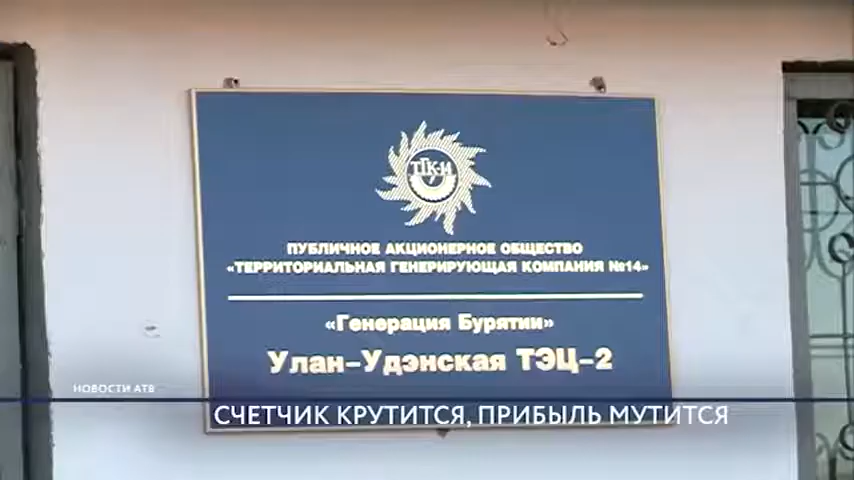 ТГК-14
ПУБЛИЧНОЕ АКЦИОНЕРНОЕ ОБЩЕСТВО
«ТЕРРИТОРИАЛЬНАЯ ГЕНЕРИРУЮЩАЯ КОМПАНИЯ №14»
«Генерация Бурятии»
Улан-Удэнская ТЭЦ-2
НОВОСТИ АТВ
СЧЕТЧИК КРУТИТСЯ, ПРИБЫЛЬ МУТИТСЯ